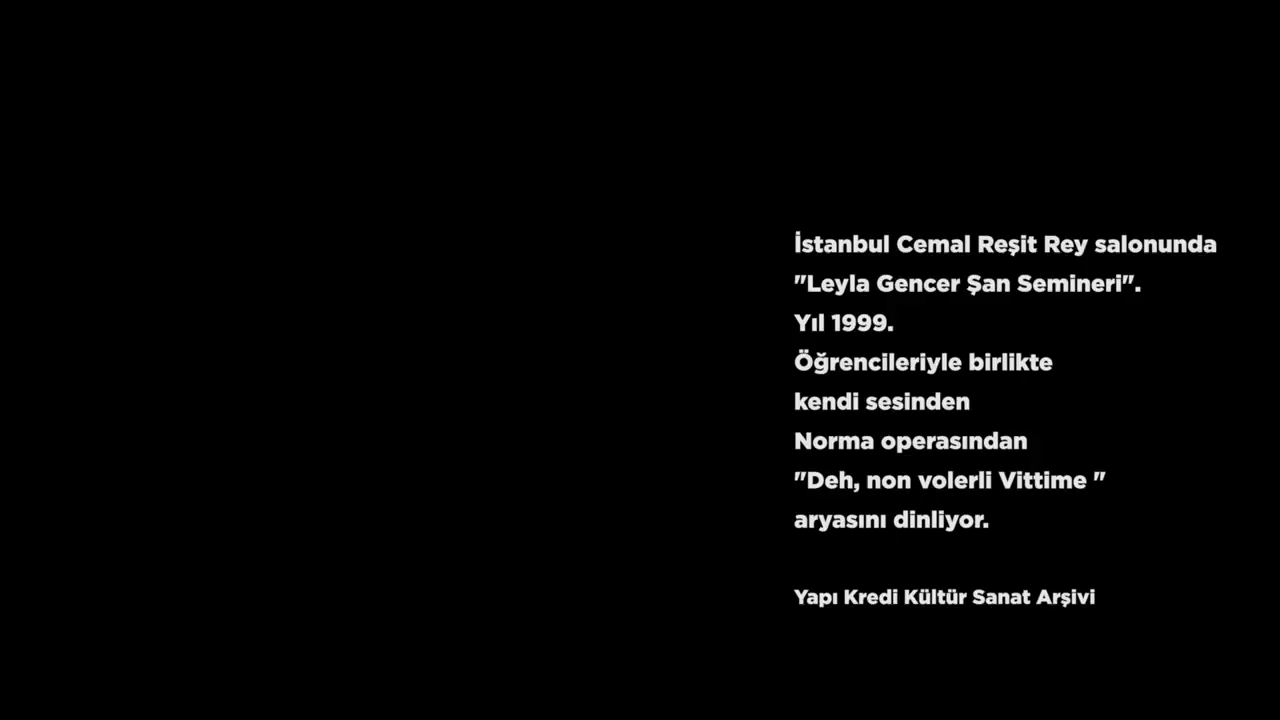 İstanbul Cemal Reşit Rey salonunda
"Leyla Gencer Şan Semineri".
Yıl 1999.
Öğrencileriyle birlikte
kendi sesinden
Norma operasından
"Deh, non volerli Vittime "
aryasını dinliyor.
Yapı Kredi Kültür Sanat Arşivi